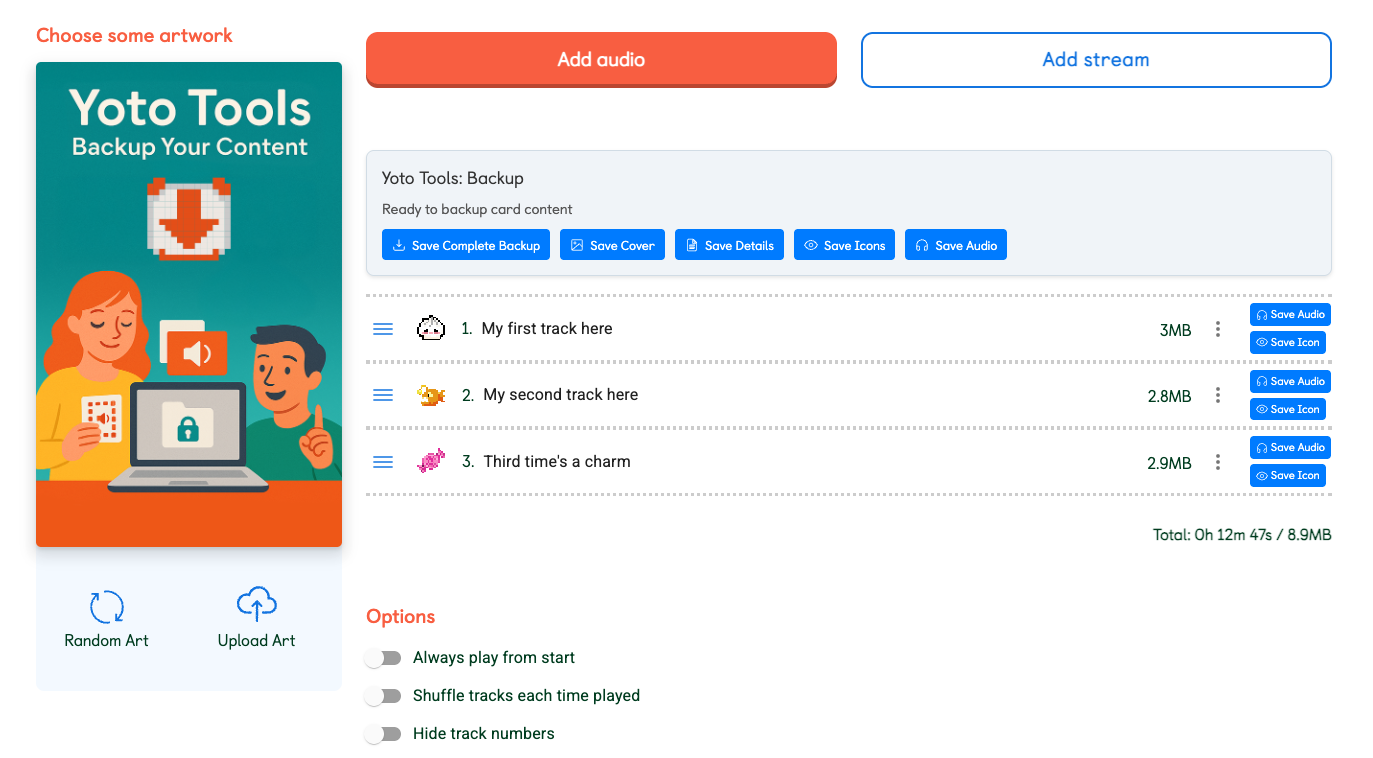 Choose some artwork
Yoto Tools
Backup Your Content
Random Art
Upload Art
Add audio
Add stream
Yoto Tools: Backup
Ready to backup card content
Save Complete Backup
Save Cover
Save Details
Save Icons
Save Audio
1. My first track here
3MB
Save Audio
Save Icon
2. My second track here
2.8MB
Save Audio
Save Icon
3. Third time's a charm
2.9MB
Save Audio
Save Icon
Total: 0h 12m 47s / 8.9MB
Options
Always play from start
Shuffle tracks each time played
Hide track numbers